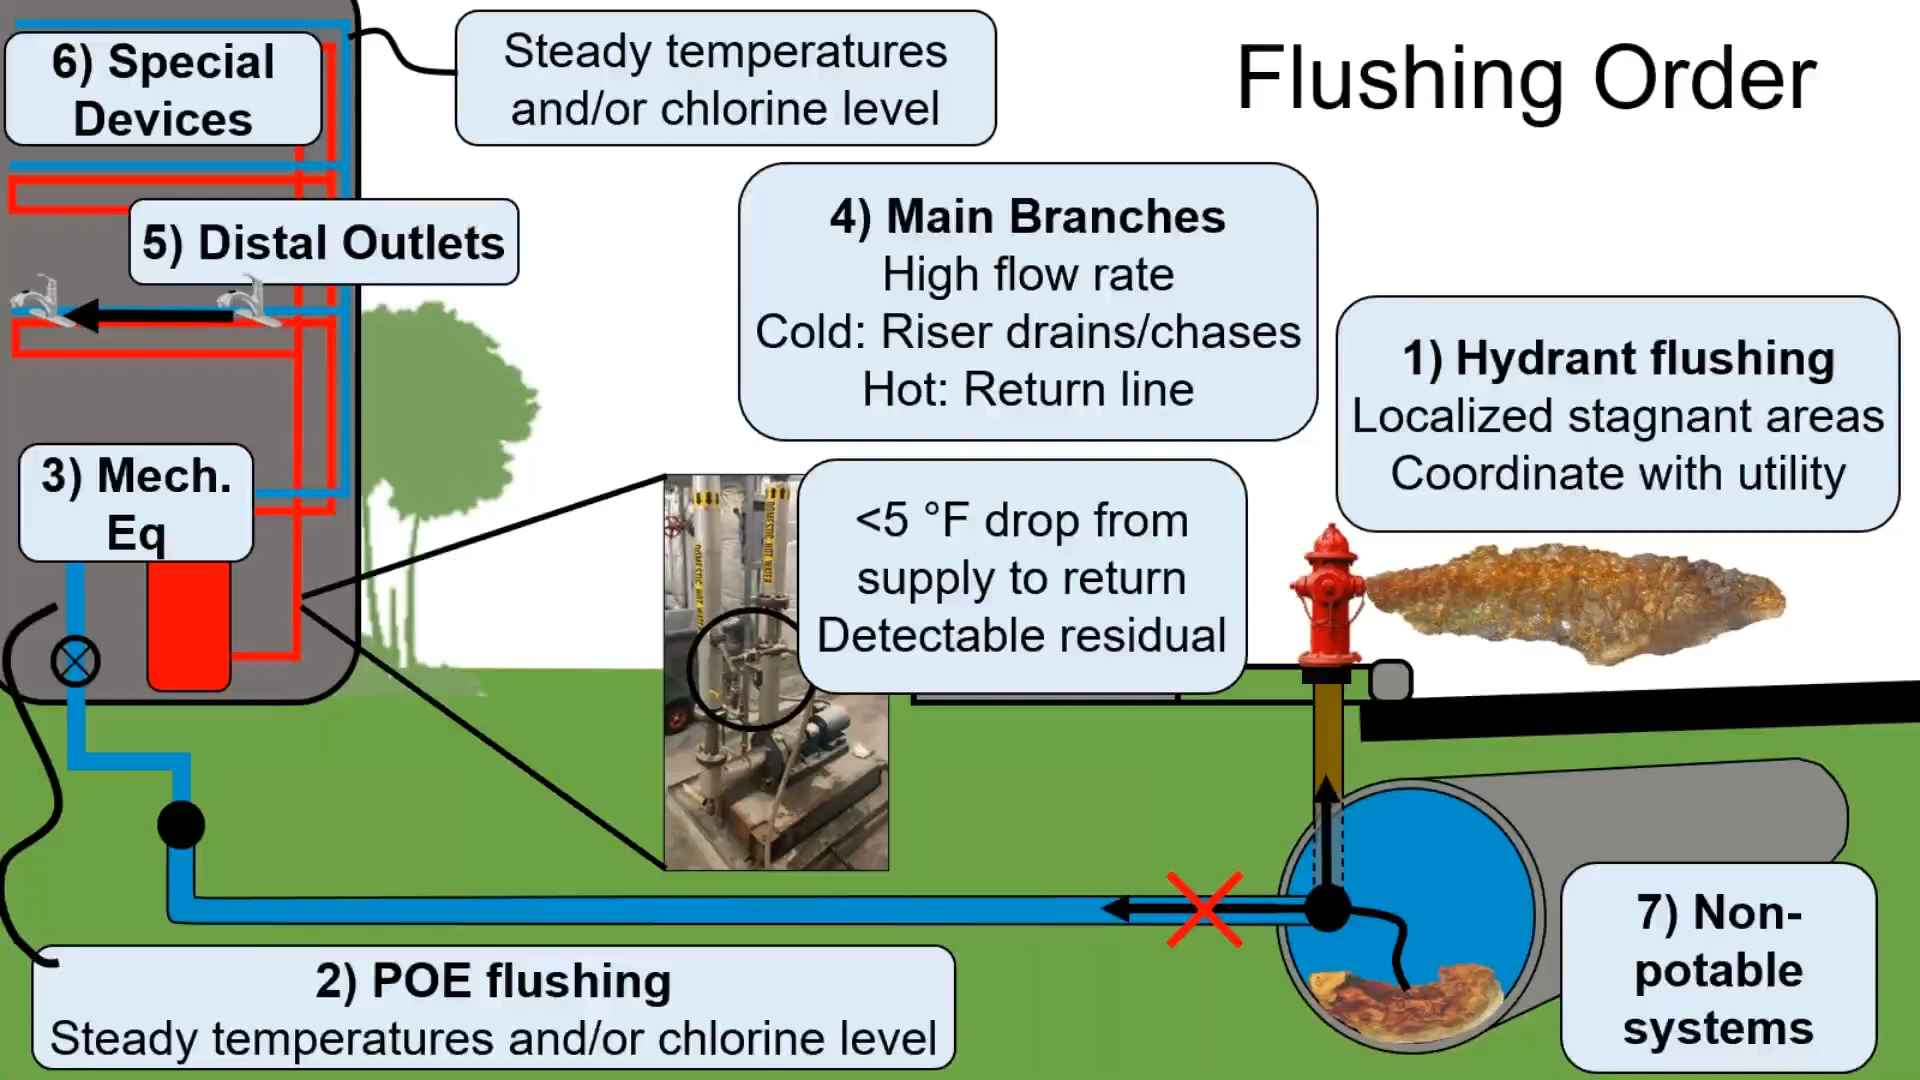 Flushing Order
6) Special
Devices
Steady temperatures
and/or chlorine level
5) Distal Outlets
4) Main Branches
High flow rate
Cold: Riser drains/chases
Hot: Return line
1) Hydrant flushing
Localized stagnant areas
Coordinate with utility
3) Mech.
Eq
<5 °F drop from
supply to return
Detectable residual
DOMESTIC HOT WATER
7) Non-
potable
systems
2) POE flushing
Steady temperatures and/or chlorine level